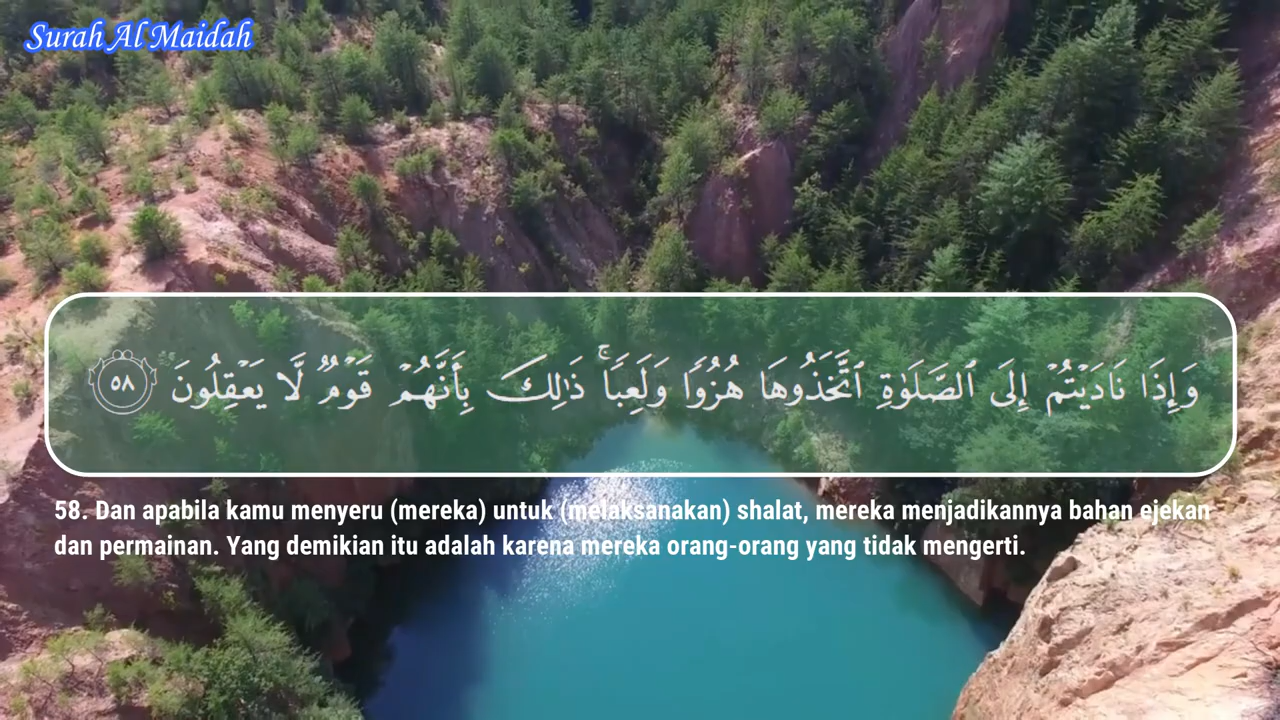 Surah Al Maidah
وَإِذَا نَادَيْتُمْ إِلَى ٱلصَّلَوٰةِ ٱتَّخَذُوهَا هُزُوًا وَلَعِبًا ۚ ذَٰلِكَ بِأَنَّهُمْ قَوْمٌ لَّا يَعْقِلُونَ ٥٨
58. Dan apabila kamu menyeru (mereka) untuk (melaksanakan) shalat, mereka menjadikannya bahan ejekan
dan permainan. Yang demikian itu adalah karena mereka orang-orang yang tidak mengerti.